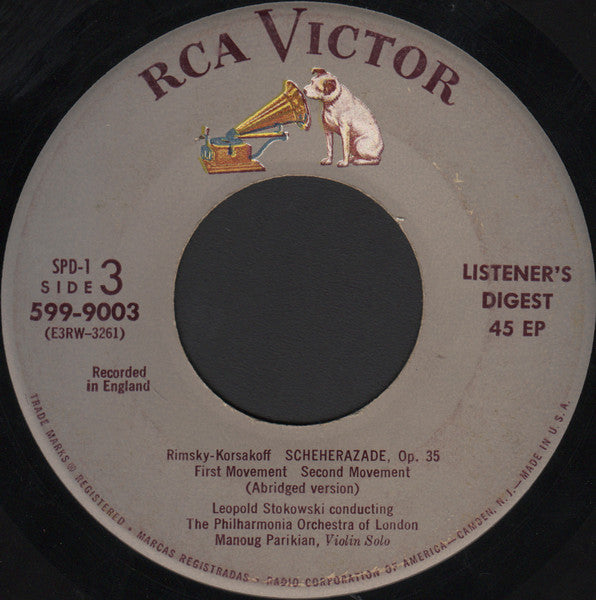 RCA VICTOR
SPD-1
SIDE 3
599-9003
(E3RW-3261)
Recorded
in England
LISTENER'S
DIGEST
45 EP
Rimsky-Korsakoff SCHEHERAZADE, Op. 35
First Movement Second Movement
(Abridged version)
Leopold Stokowski conducting
The Philharmonia Orchestra of London
Manoug Parikian, Violin Solo
TRADE MARKS ® REGISTERED • MARCAS REGISTRADAS • RADIO CORPORATION OF AMERICA—CAMDEN, N. J.—MADE IN U. S. A.